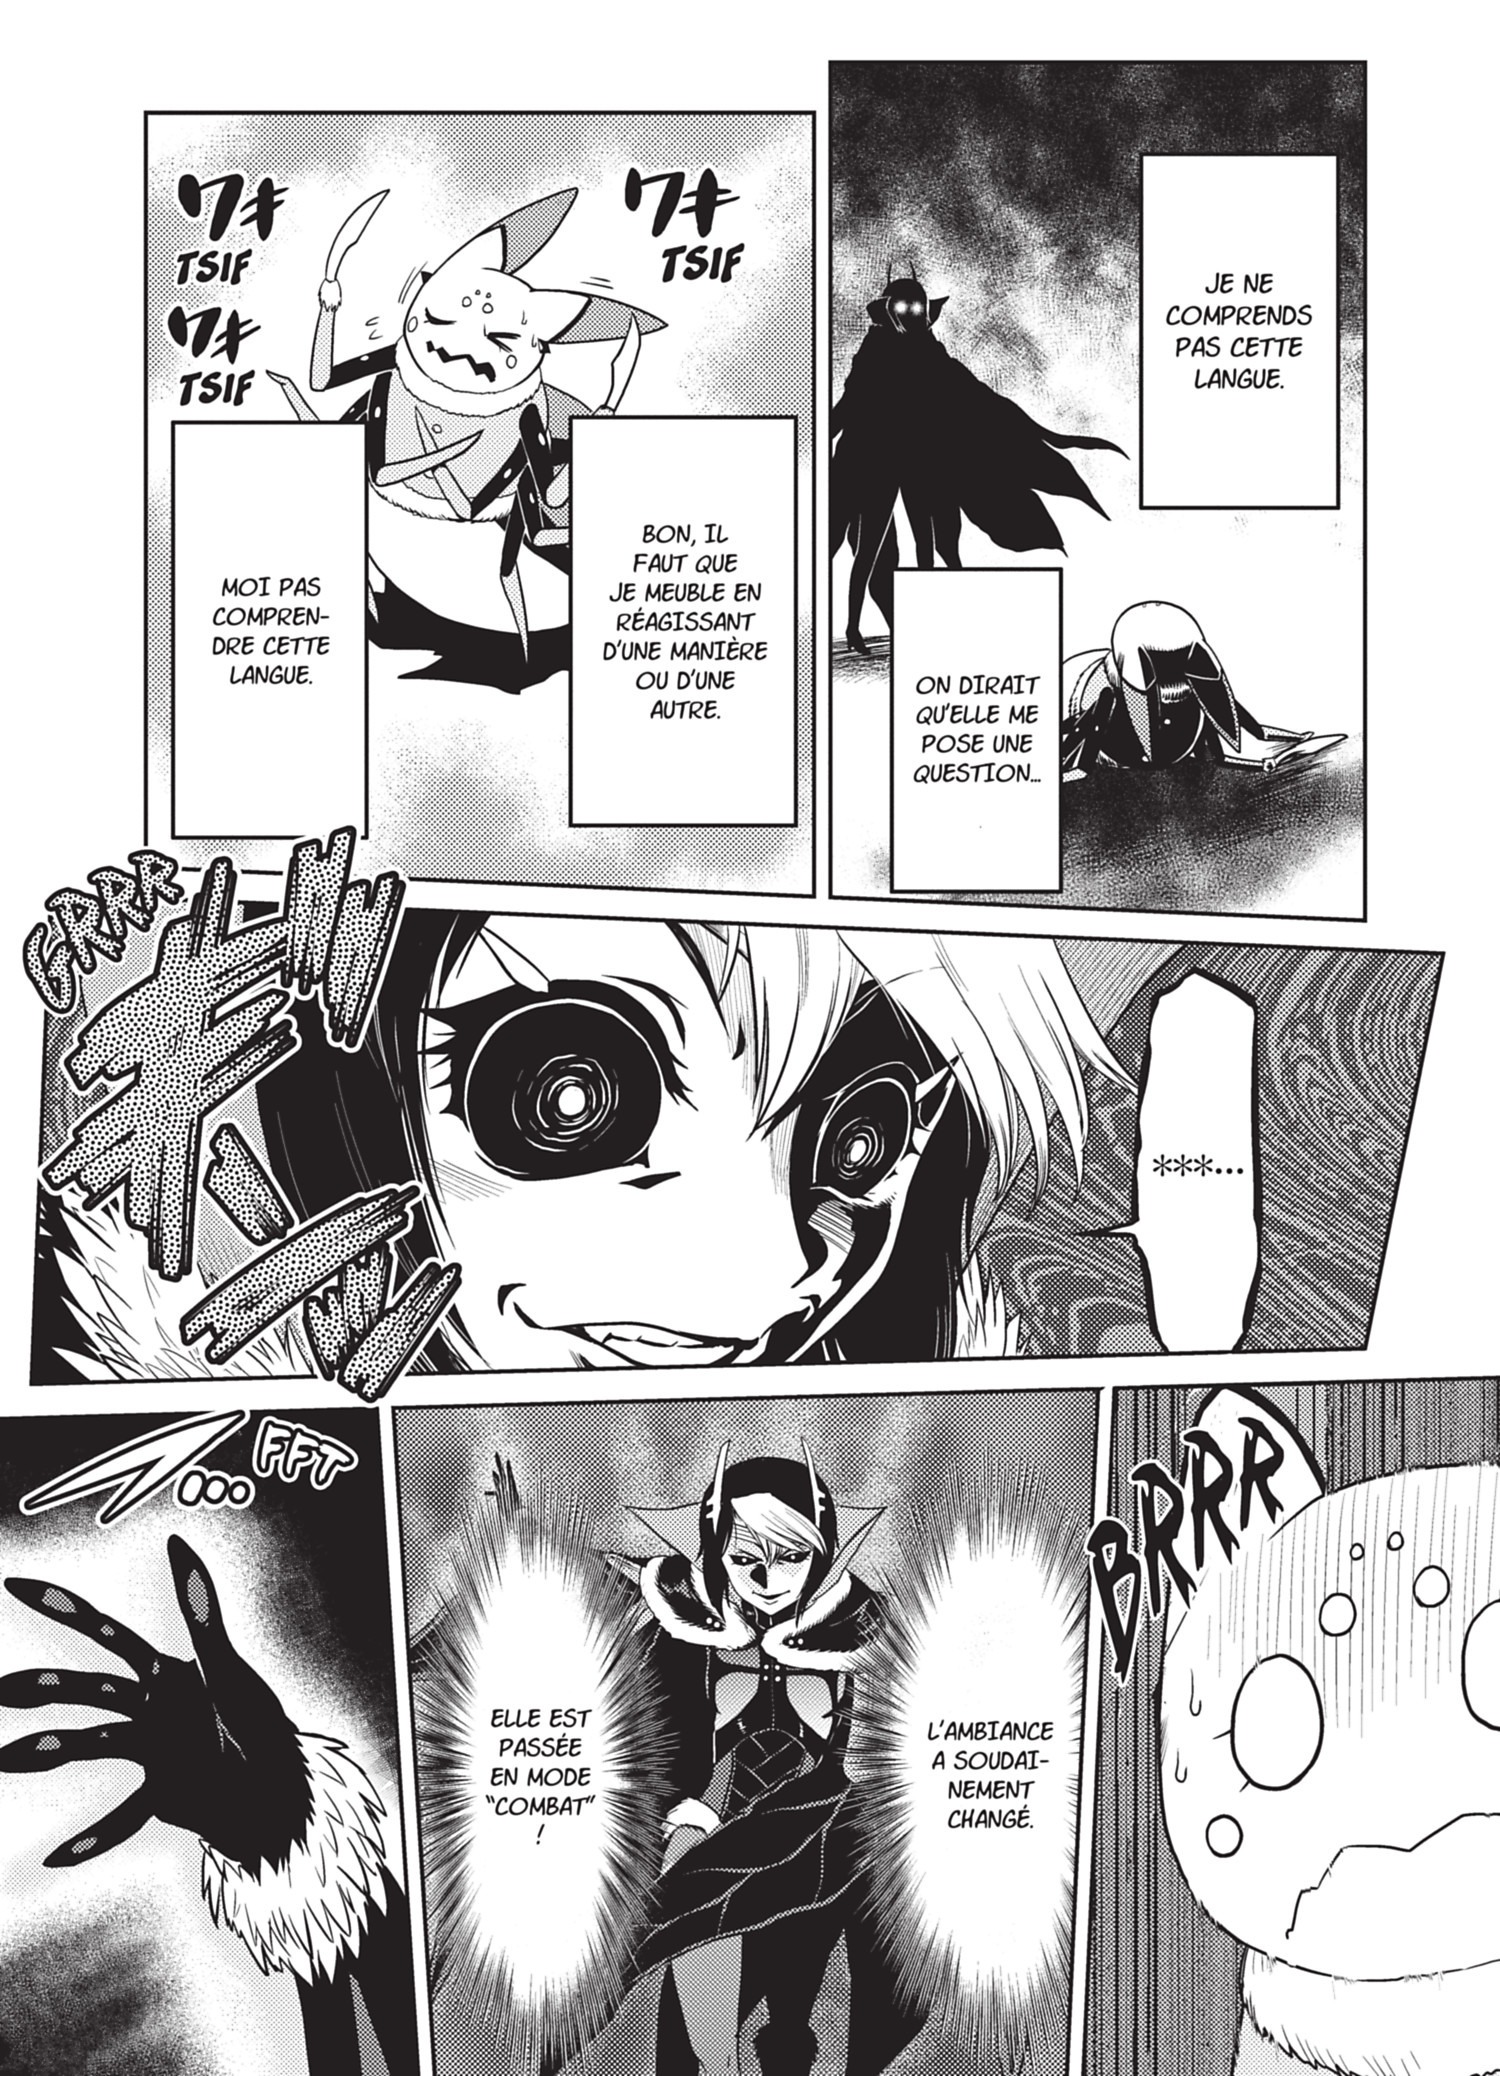 JE NE
COMPRENDS
PAS CETTE
LANGUE.
ON DIRAIT
QU'ELLE ME
POSE UNE
QUESTION...
ワキ
TSIF
ワキ
TSIF
ワキ
TSIF
BON, IL
FAUT QUE
JE MEUBLE EN
RÉAGISSANT
D'UNE MANIÈRE
OU D'UNE
AUTRE.
MOI PAS
COMPREN-
DRE CETTE
LANGUE.
***...
GRRR
ギン
BRRR
L'AMBIANCE
A SOUDAI-
NEMENT
CHANGÉ.
ELLE EST
PASSÉE
EN MODE
"COMBAT"
!
FFT